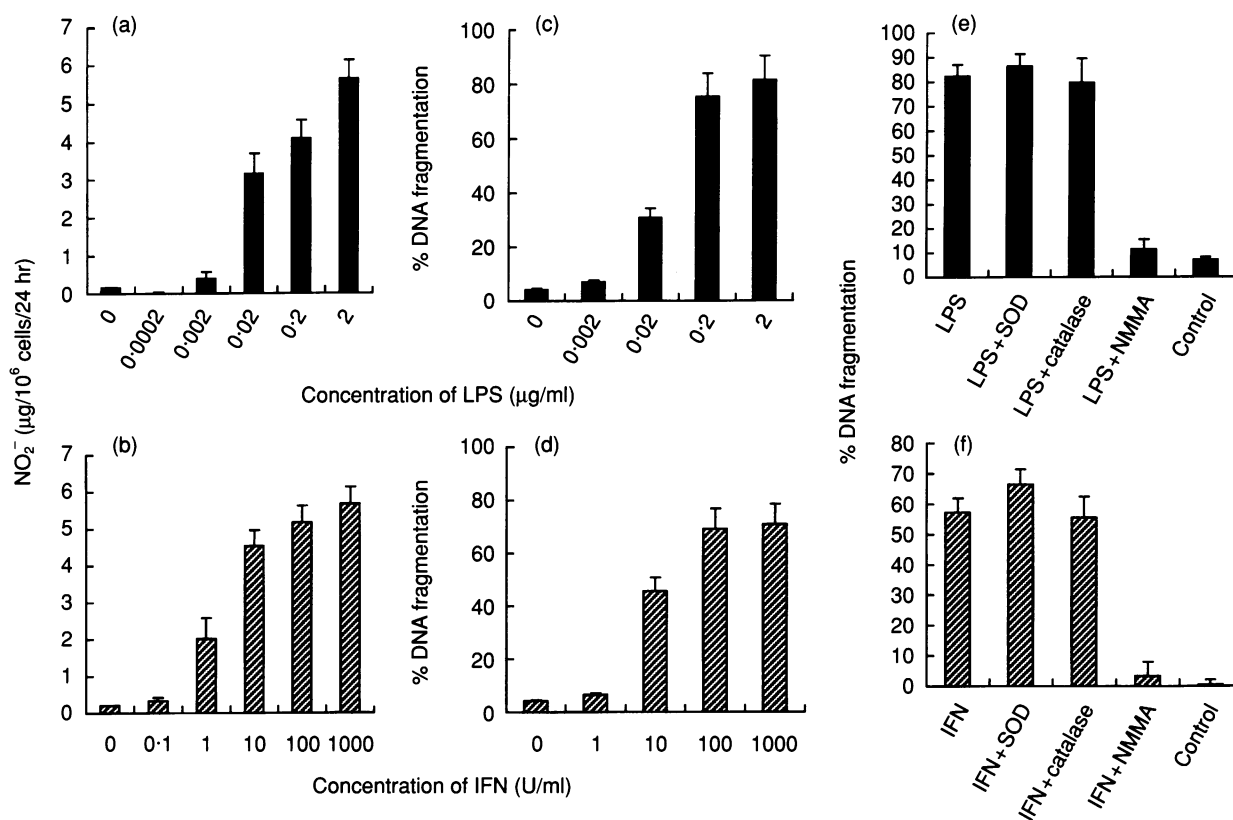 (a)
7
6
5
4
3
2
1
0
0
0·0002
0·002
0·02
0·2
2
NO₂⁻ (μg/10⁶ cells/24 hr)
(c)
100
80
60
40
20
0
% DNA fragmentation
0
0·002
0·02
0·2
2
Concentration of LPS (μg/ml)
(e)
100
90
80
70
60
50
40
30
20
10
0
LPS
LPS+SOD
LPS+catalase
LPS+NMMA
Control
% DNA fragmentation
(b)
7
6
5
4
3
2
1
0
0 0·1 1 10 100 1000
(d)
100
80
60
40
20
0
% DNA fragmentation
0 1 10 100 1000
Concentration of IFN (U/ml)
(f)
80
70
60
50
40
30
20
10
0
IFN
IFN+SOD
IFN+catalase
IFN+NMMA
Control